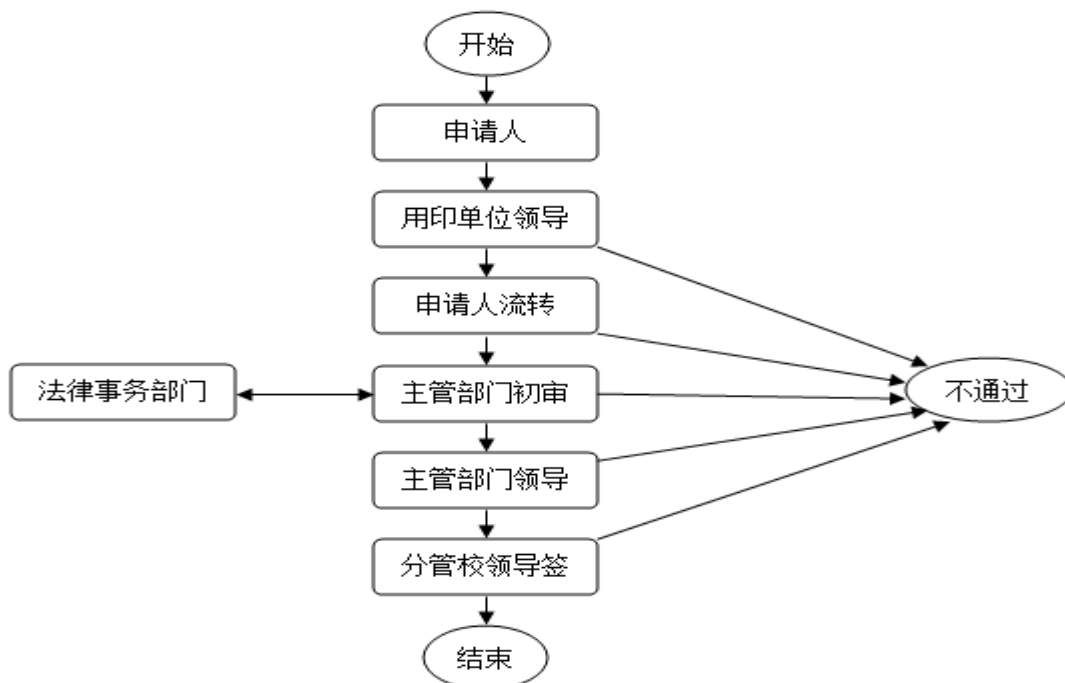 开始
申请人
用印单位领导
申请人流转
法律事务部门
主管部门初审
不通过
主管部门领导
分管校领导签
结束